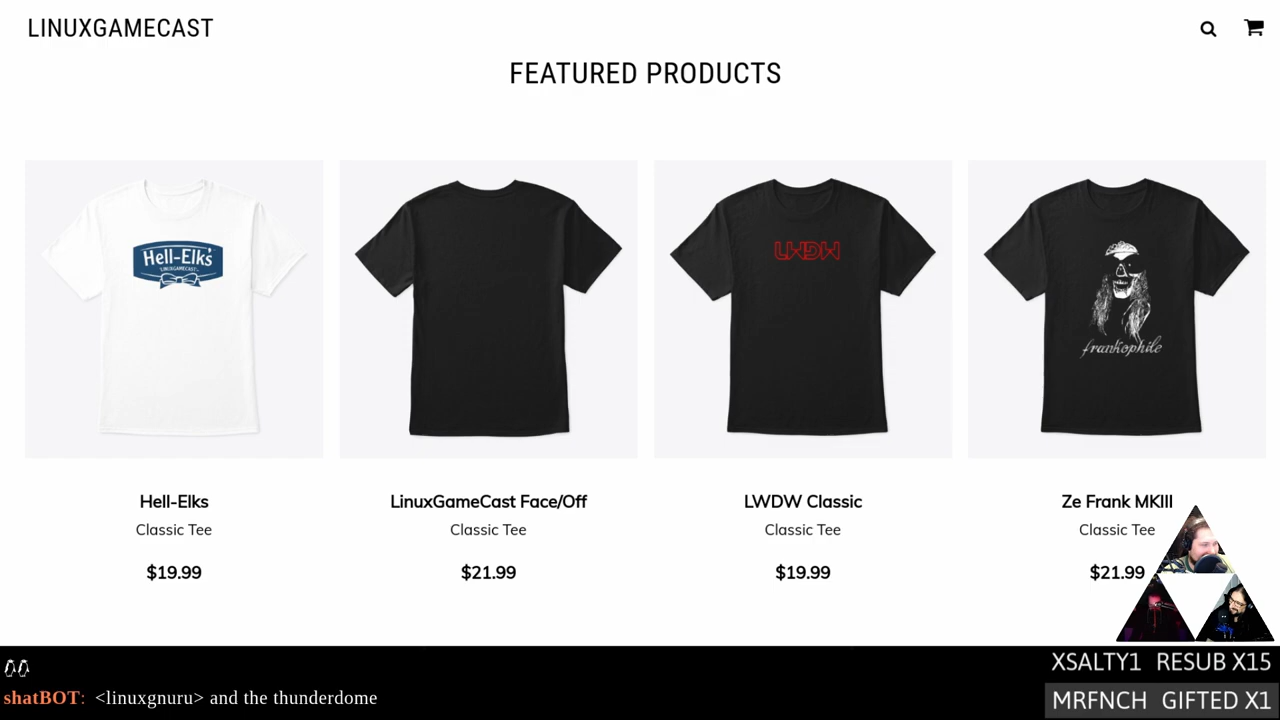 LINUXGAMECAST
FEATURED PRODUCTS
Hell-Elks
LINUXGAMECAST
LWDW
frankophile
Hell-Elks
LinuxGameCast Face/Off
LWDW Classic
Ze Frank MKIII
Classic Tee
Classic Tee
Classic Tee
Classic Tee
$19.99
$21.99
$19.99
$21.99
XSALTY1 RESUB X15
shatBOT: <linuxgnuru> and the thunderdome
MRFNCH GIFTED X1